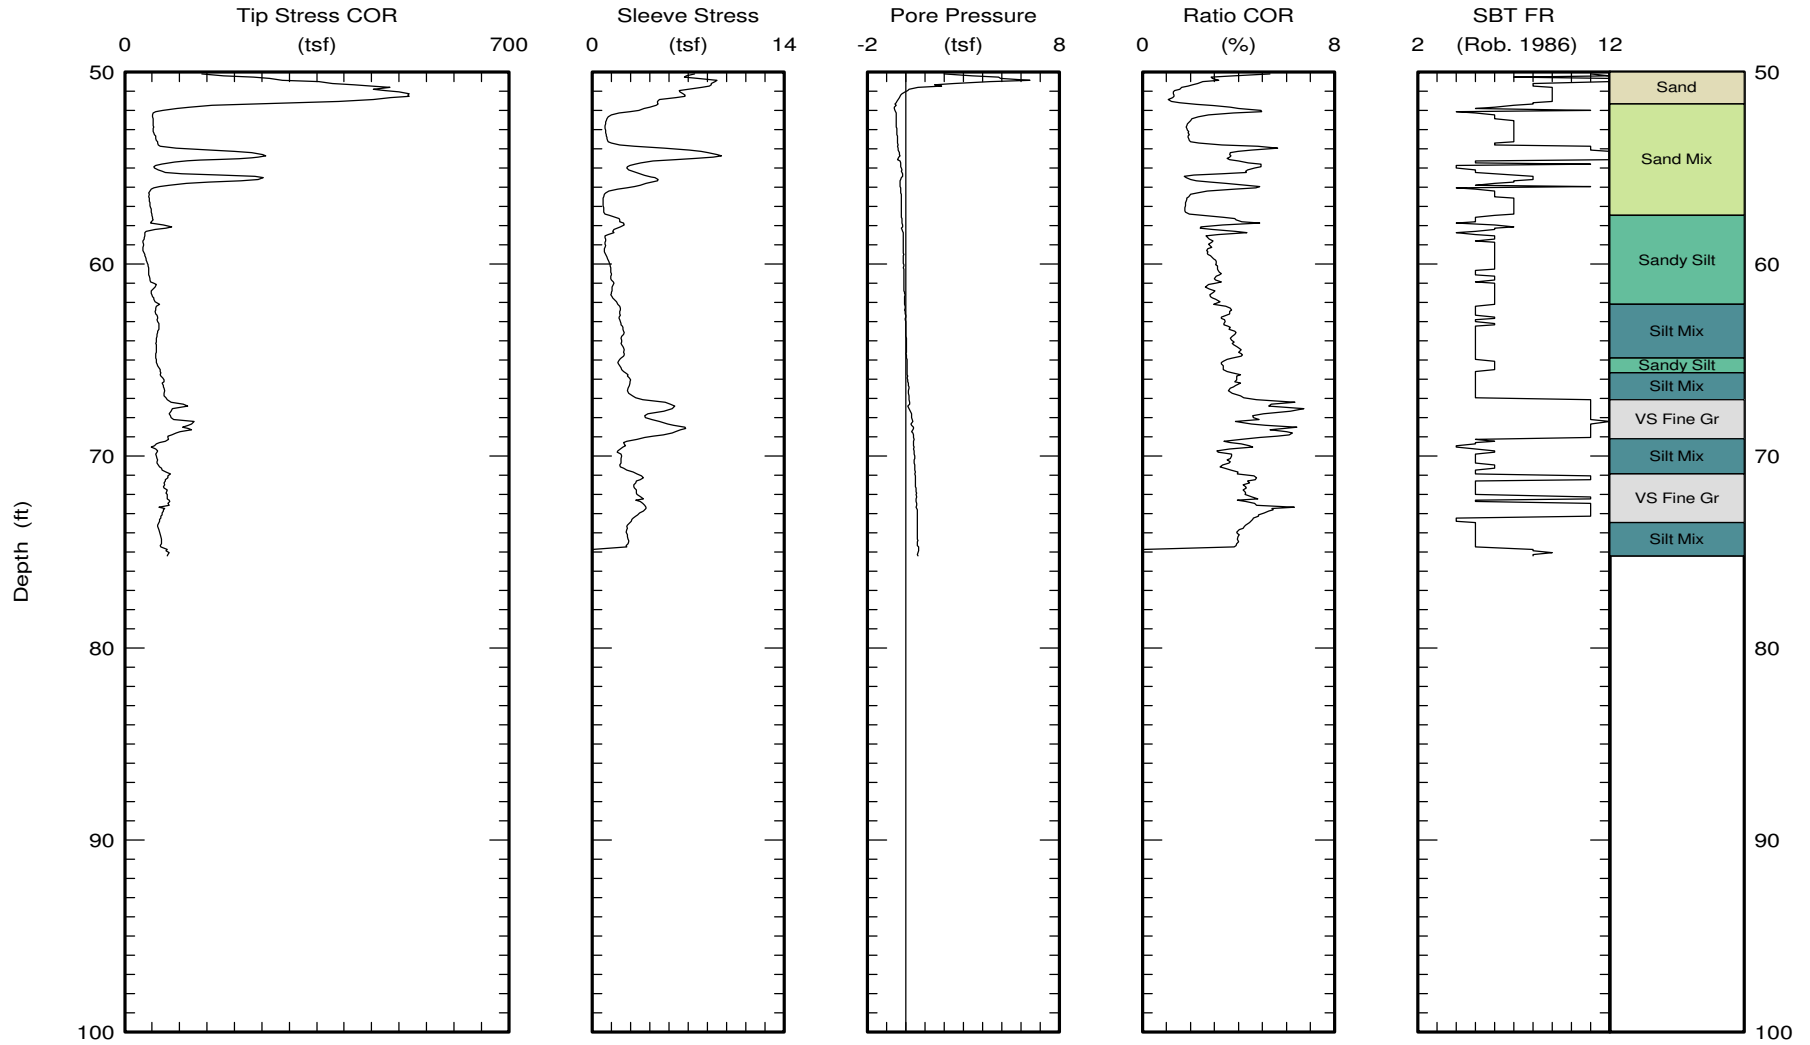 Tip Stress COR Sleeve Stress Pore Pressure Ratio COR SBT FR
0 (tsf) 700 0 (tsf) 14 -2 (tsf) 8 0 (%) 8 2 (Rob. 1986) 12
50 50
Sand
Sand Mix
Sandy Silt
60 60
Silt Mix
Sandy Silt
Silt Mix
VS Fine Gr
70 Silt Mix 70
VS Fine Gr
Silt Mix
Depth (ft)
80 80
90 90
100 100